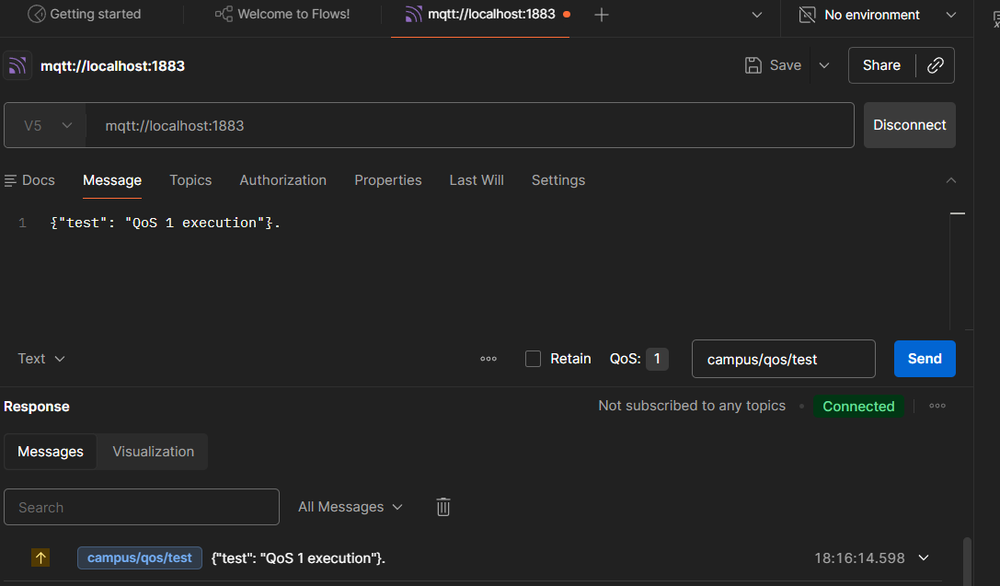 Getting started Welcome to Flows! mqtt://localhost:1883 No environment
mqtt://localhost:1883 Save Share
V5 mqtt://localhost:1883 Disconnect
Docs Message Topics Authorization Properties Last Will Settings
1 {"test": "QoS 1 execution"}.
Text Retain QoS: 1 campus/qos/test Send
Response Not subscribed to any topics Connected
Messages Visualization
Search All Messages
campus/qos/test {"test": "QoS 1 execution"}. 18:16:14.598